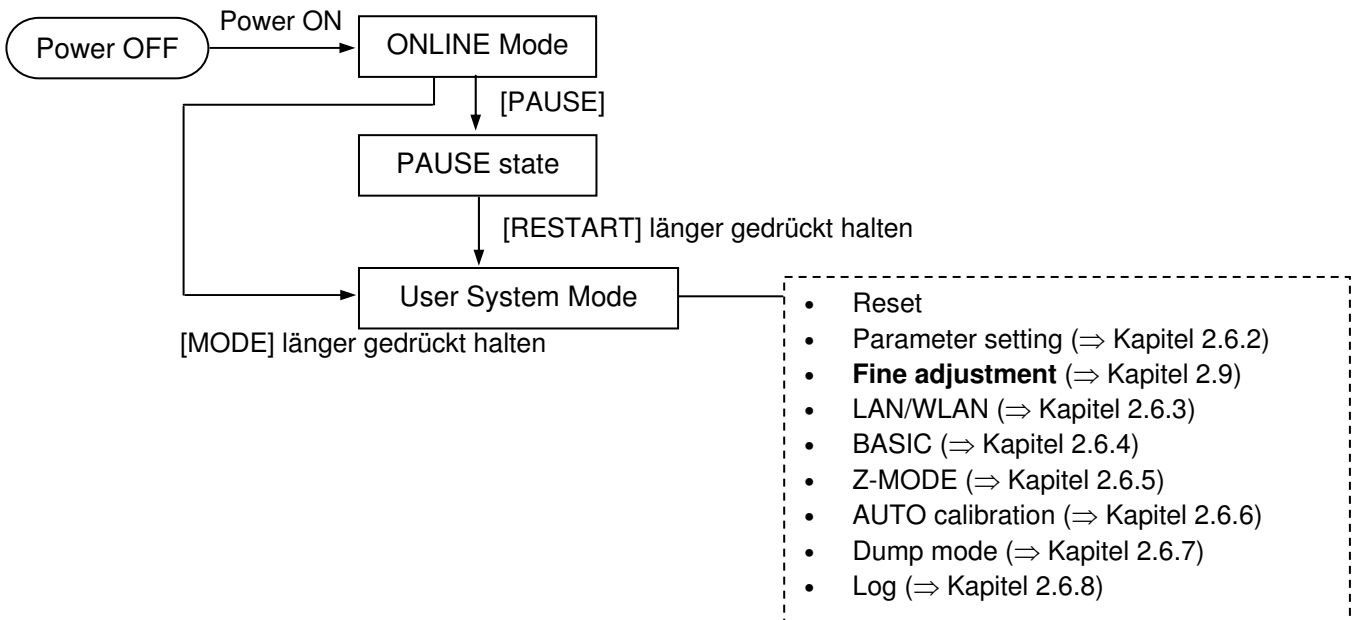 Power OFF
Power ON
ONLINE Mode
[PAUSE]
PAUSE state
[RESTART] länger gedrückt halten
User System Mode
[MODE] länger gedrückt halten
• Reset
• Parameter setting (⇒ Kapitel 2.6.2)
• Fine adjustment (⇒ Kapitel 2.9)
• LAN/WLAN (⇒ Kapitel 2.6.3)
• BASIC (⇒ Kapitel 2.6.4)
• Z-MODE (⇒ Kapitel 2.6.5)
• AUTO calibration (⇒ Kapitel 2.6.6)
• Dump mode (⇒ Kapitel 2.6.7)
• Log (⇒ Kapitel 2.6.8)